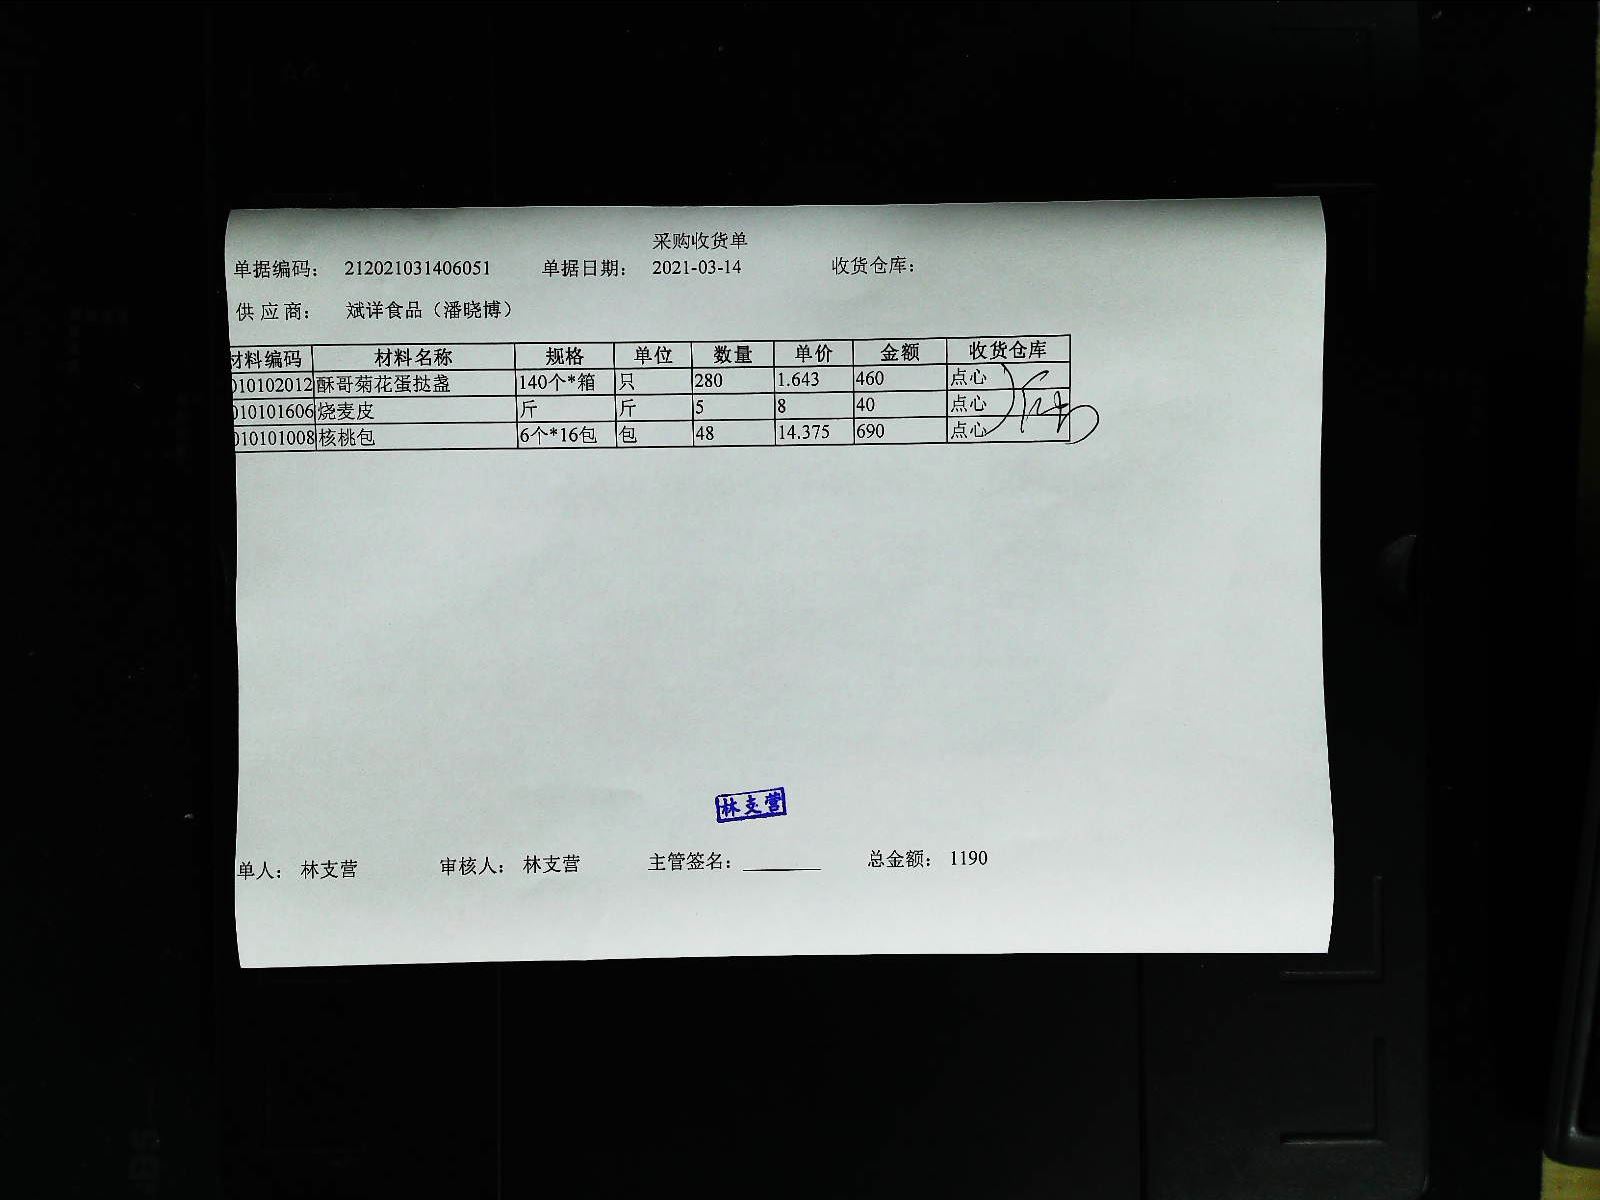 采购收货单
单据编码： 212021031406051 单据日期： 2021-03-14 收货仓库：
供应商： 斌详食品（潘晓博）
材料编码 材料名称 规格 单位 数量 单价 金额 收货仓库
010102012 酥哥菊花蛋挞盏 140个*箱 只 280 1.643 460 点心
010101606 烧麦皮 斤 斤 5 8 40 点心
010101008 核桃包 6个*16包 包 48 14.375 690 点心
林支营
单人： 林支营 审核人： 林支营 主管签名： 总金额： 1190